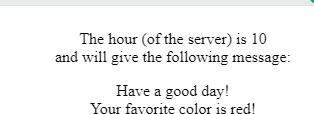 The hour (of the server) is 10
and will give the following message:
Have a good day!
Your favorite color is red!